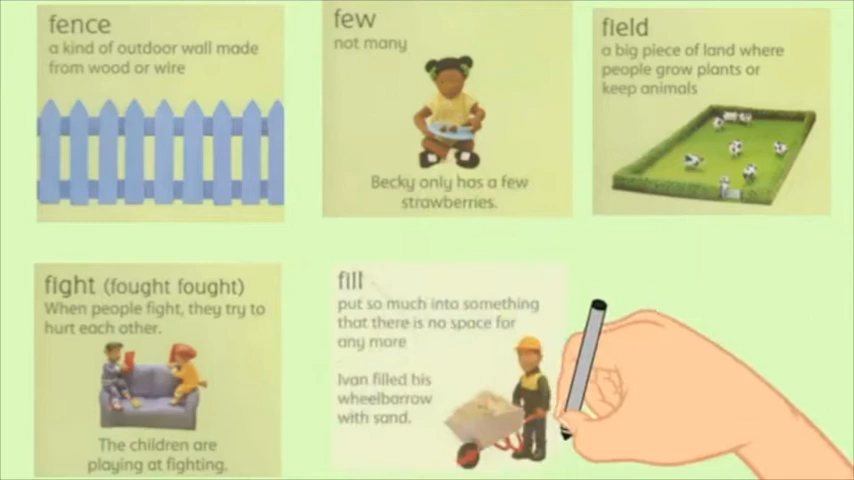 fence
a kind of outdoor wall made
from wood or wire
few
not many
Becky only has a few
strawberries.
field
a big piece of land where
people grow plants or
keep animals
fight (fought fought)
When people fight, they try to
hurt each other.
The children are
playing at fighting.
fill
put so much into something
that there is no space for
any more
Ivan filled his
wheelbarrow
with sand.